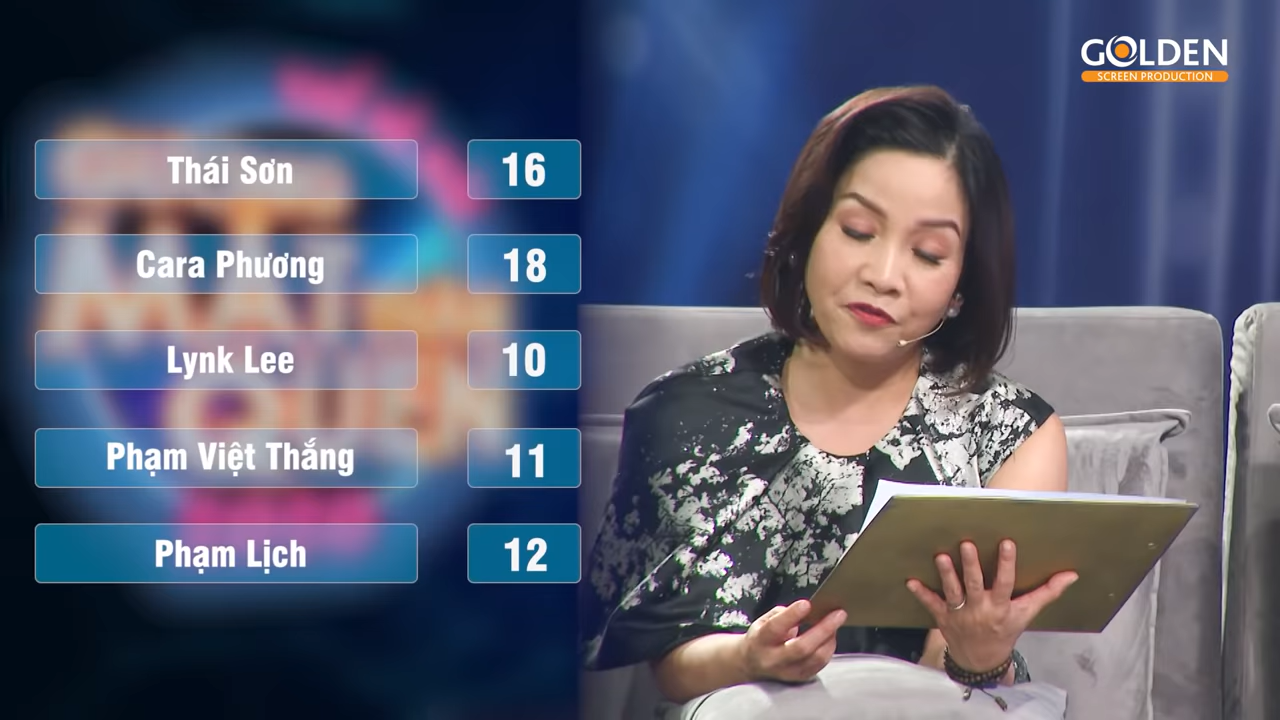 GOLDEN
SCREEN PRODUCTION
Thái Sơn 16
Cara Phương 18
Lynk Lee 10
Phạm Việt Thắng 11
Phạm Lịch 12